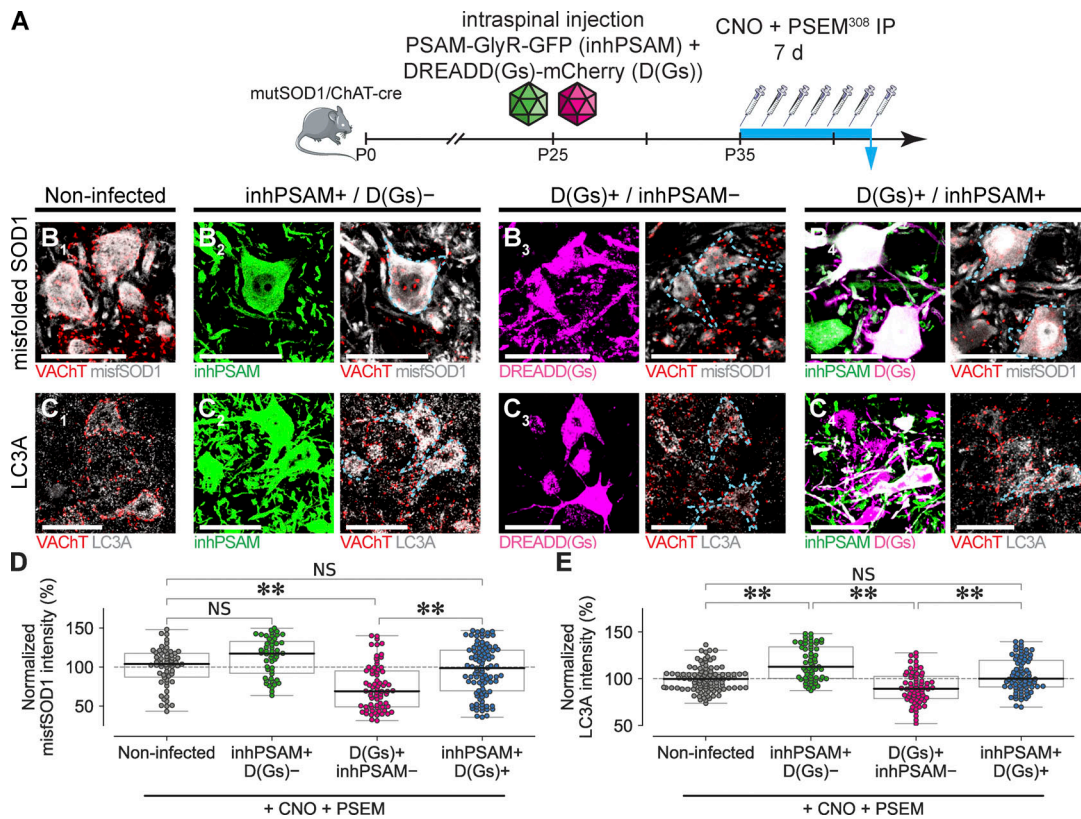 A
intraspinal injection
PSAM-GlyR-GFP (inhPSAM) +
DREADD(Gs)-mCherry (D(Gs))
CNO + PSEM³⁰⁸ IP
7 d
mutSOD1/ChAT-cre
P0
P25
P35
Non-infected
inhPSAM+ / D(Gs)−
D(Gs)+ / inhPSAM−
D(Gs)+ / inhPSAM+
misfolded SOD1
B1
B2
B3
B4
VAChT misfSOD1
inhPSAM
VAChT misfSOD1
DREADD(Gs)
VAChT misfSOD1
inhPSAM D(Gs)
VAChT misfSOD1
LC3A
C1
C2
C3
C4
VAChT LC3A
inhPSAM
VAChT LC3A
DREADD(Gs)
VAChT LC3A
inhPSAM D(Gs)
VAChT LC3A
D
Normalized
misfSOD1 intensity (%)
150
100
50
NS
**
NS
**
Non-infected
inhPSAM+
D(Gs)−
D(Gs)+
inhPSAM−
inhPSAM+
D(Gs)+
+ CNO + PSEM
E
Normalized
LC3A intensity (%)
150
100
50
NS
**
**
**
Non-infected
inhPSAM+
D(Gs)−
D(Gs)+
inhPSAM−
inhPSAM+
D(Gs)+
+ CNO + PSEM